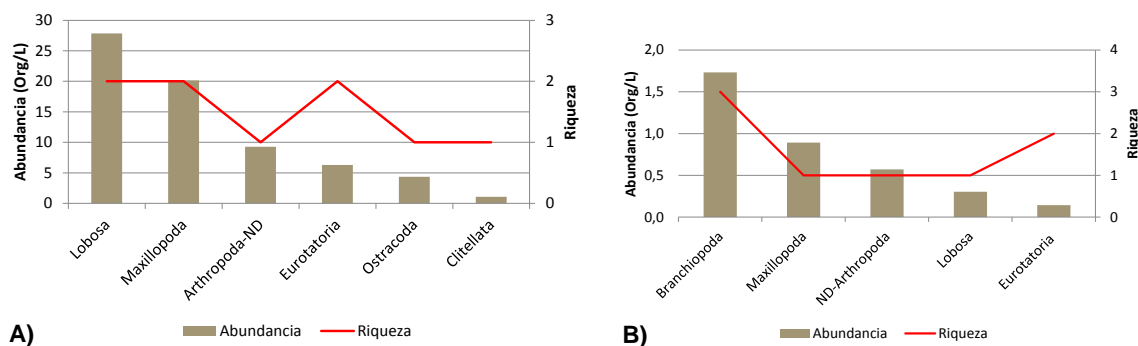 30
25
20
15
10
5
0
Abundancia (Org/L)
3
2
1
0
Riqueza
Lobosa
Maxillopoda
Arthropoda-ND
Eurotatoria
Ostracoda
Clitellata
Abundancia Riqueza
A)
2,0
1,5
1,0
0,5
0,0
Abundancia (Org/L)
4
3
2
1
0
Riqueza
Branchiopoda
Maxillopoda
ND-Arthropoda
Lobosa
Eurotatoria
Abundancia Riqueza
B)